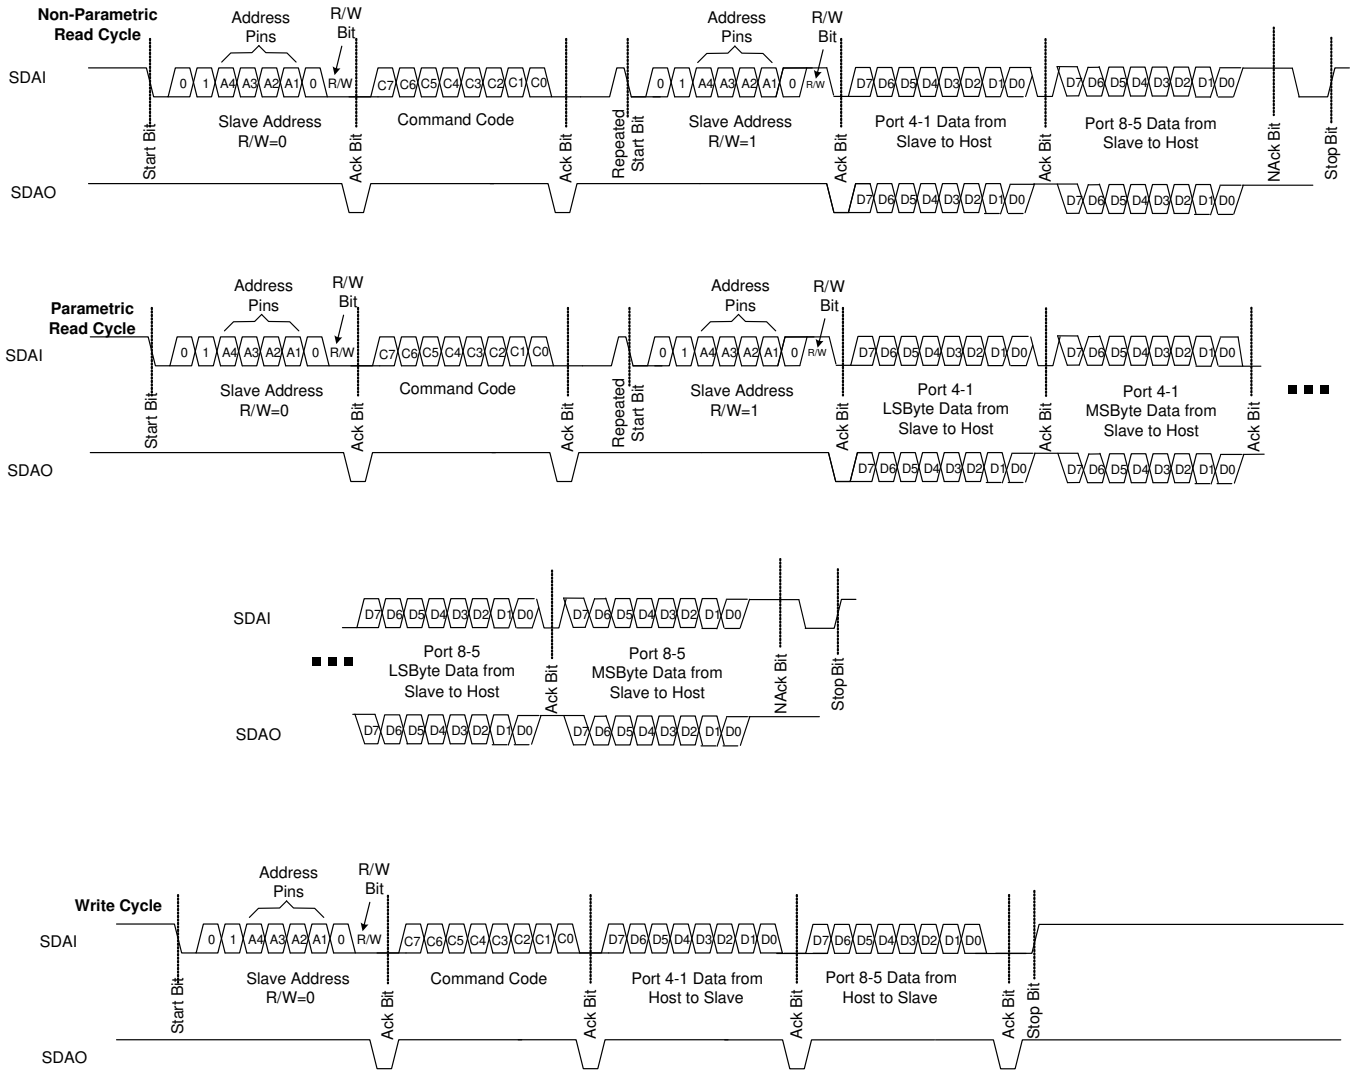 Non-Parametric
Read Cycle
Address
Pins
R/W
Bit
Address
Pins
R/W
Bit
SDAI
0 1 A4 A3 A2 A1 0 R/W C7 C6 C5 C4 C3 C2 C1 C0 0 1 A4 A3 A2 A1 0 R/W D7 D6 D5 D4 D3 D2 D1 D0 D7 D6 D5 D4 D3 D2 D1 D0
Start Bit
Slave Address
R/W=0
Ack Bit
Command Code
Ack Bit
Repeated
Start Bit
Slave Address
R/W=1
Ack Bit
Port 4-1 Data from
Slave to Host
Ack Bit
Port 8-5 Data from
Slave to Host
NAck Bit
Stop Bit
SDAO
D7 D6 D5 D4 D3 D2 D1 D0 D7 D6 D5 D4 D3 D2 D1 D0
Parametric
Read Cycle
Address
Pins
R/W
Bit
Address
Pins
R/W
Bit
SDAI
0 1 A4 A3 A2 A1 0 R/W C7 C6 C5 C4 C3 C2 C1 C0 0 1 A4 A3 A2 A1 0 R/W D7 D6 D5 D4 D3 D2 D1 D0 D7 D6 D5 D4 D3 D2 D1 D0
Start Bit
Slave Address
R/W=0
Ack Bit
Command Code
Ack Bit
Repeated
Start Bit
Slave Address
R/W=1
Ack Bit
Port 4-1
LSByte Data from
Slave to Host
Ack Bit
Port 4-1
MSByte Data from
Slave to Host
Ack Bit
SDAO
D7 D6 D5 D4 D3 D2 D1 D0 D7 D6 D5 D4 D3 D2 D1 D0
SDAI
D7 D6 D5 D4 D3 D2 D1 D0 D7 D6 D5 D4 D3 D2 D1 D0
Port 8-5
LSByte Data from
Slave to Host
Ack Bit
Port 8-5
MSByte Data from
Slave to Host
NAck Bit
Stop Bit
SDAO
D7 D6 D5 D4 D3 D2 D1 D0 D7 D6 D5 D4 D3 D2 D1 D0
Write Cycle
Address
Pins
R/W
Bit
SDAI
0 1 A4 A3 A2 A1 0 R/W C7 C6 C5 C4 C3 C2 C1 C0 D7 D6 D5 D4 D3 D2 D1 D0 D7 D6 D5 D4 D3 D2 D1 D0
Start Bit
Slave Address
R/W=0
Ack Bit
Command Code
Ack Bit
Port 4-1 Data from
Host to Slave
Ack Bit
Port 8-5 Data from
Host to Slave
Ack Bit
Stop Bit
SDAO